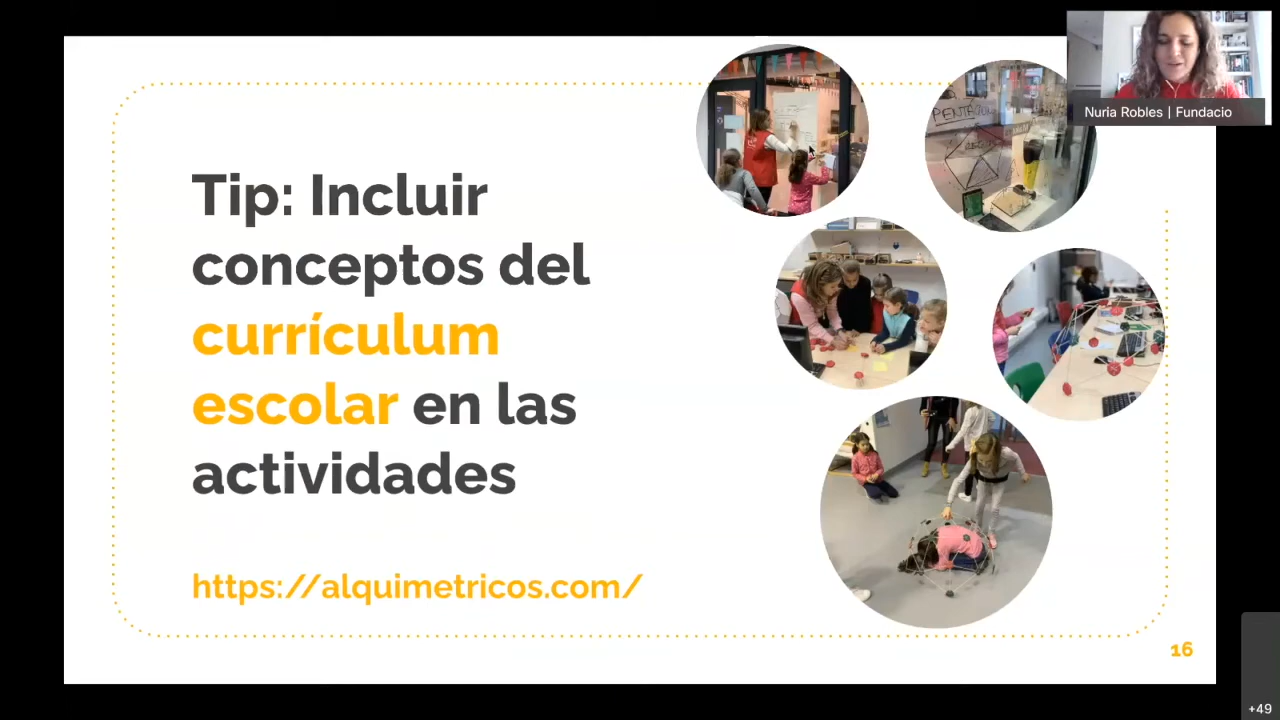 Nuria Robles | Fundacio
Tip: Incluir
conceptos del
currículum
escolar en las
actividades
https://alquimetricos.com/
16
+49